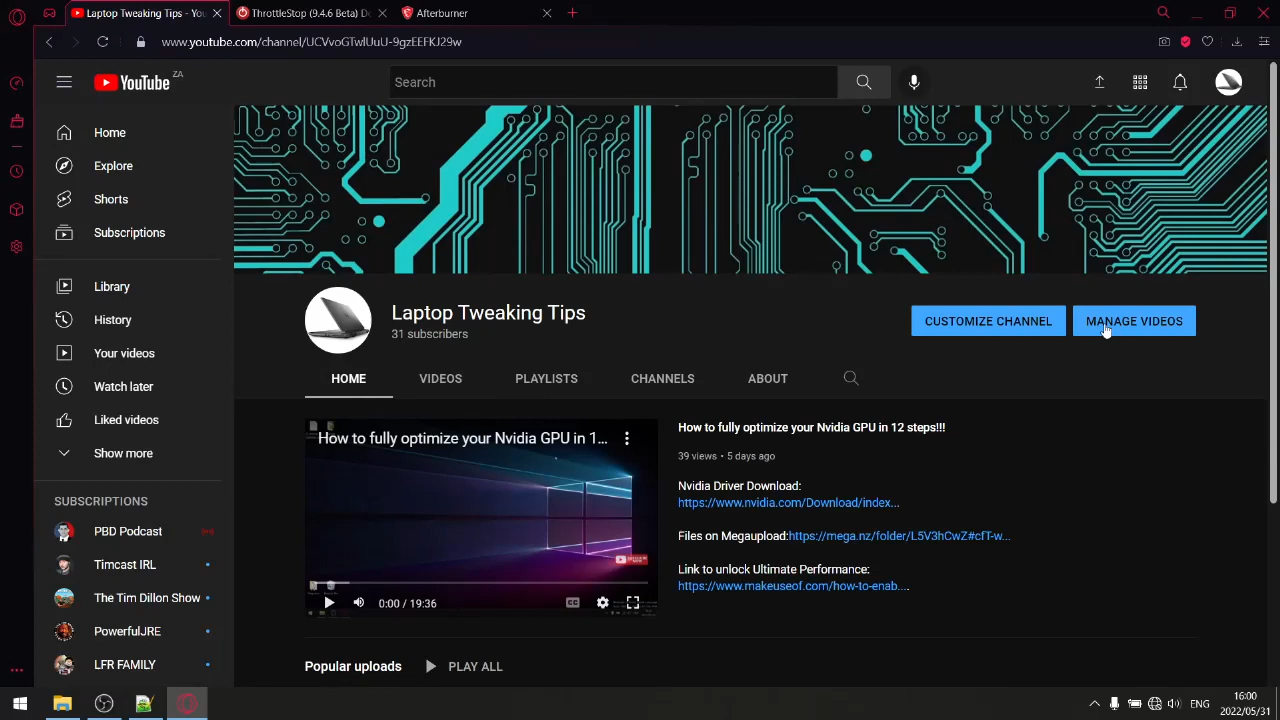 Laptop Tweaking Tips - You
ThrottleStop (9.4.6 Beta) D
Afterburner
www.youtube.com/channel/UCVvoGTwlUuU-9gzEEFKJ29w
YouTube ZA
Search
Home
Explore
Shorts
Subscriptions
Library
History
Your videos
Watch later
Liked videos
Show more
SUBSCRIPTIONS
PBD Podcast
Timcast IRL
The Tim Dillon Show
PowerfulJRE
LFR FAMILY
Laptop Tweaking Tips
31 subscribers
CUSTOMIZE CHANNEL
MANAGE VIDEOS
HOME
VIDEOS
PLAYLISTS
CHANNELS
ABOUT
How to fully optimize your Nvidia GPU in 1...
0:00 / 19:36
How to fully optimize your Nvidia GPU in 12 steps!!!
39 views • 5 days ago
Nvidia Driver Download:
https://www.nvidia.com/Download/index...
Files on Megaupload:https://mega.nz/folder/L5V3hCwZ#cfT-w...
Link to unlock Ultimate Performance:
https://www.makeuseof.com/how-to-enab....
Popular uploads
PLAY ALL
ENG
16:00
2022/05/31